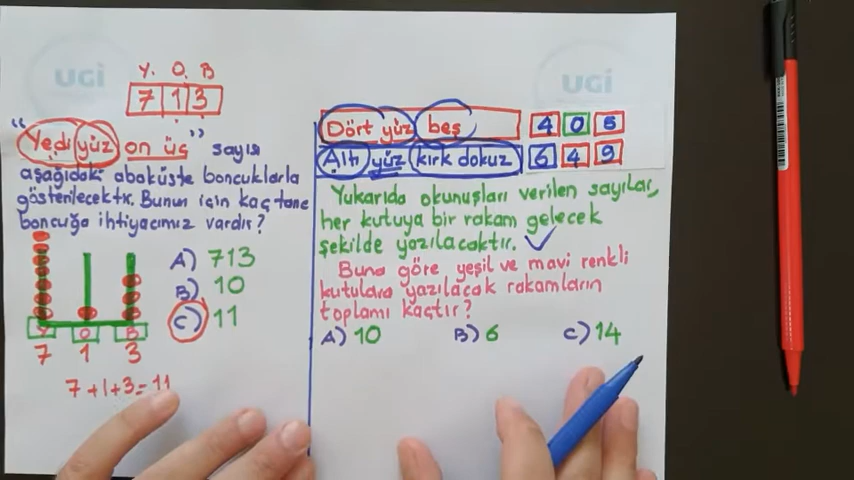 UGİ
Y. O. B
7 1 3
"Yedi yüz on üç" sayısı
aşağıdaki abaküste boncuklarla
gösterilecektir. Bunun için kaç tane
boncuğa ihtiyacımız vardır?
A) 713
B) 10
C) 11
Y O B
7 1 3
7+1+3=11
UGİ
Dört yüz beş 4 0 5
Altı yüz kırk dokuz 6 4 9
Yukarıda okunuşları verilen sayılar,
her kutuya bir rakam gelecek
şekilde yazılacaktır.
Buna göre yeşil ve mavi renkli
kutulara yazılacak rakamların
toplamı kaçtır?
A) 10 B) 6 C) 14